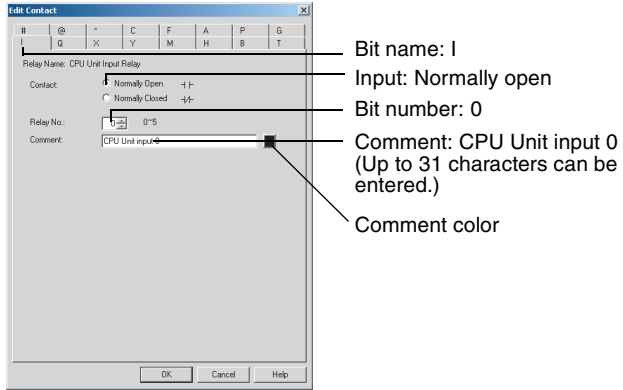 Edit Contact
# @ " C F A P G
I Q X Y M H B T
Relay Name: CPU Unit Input Relay
Contact: Normally Open
Normally Closed
Relay No.: 0 0~5
Comment: CPU Unit input 0
OK Cancel Help
Bit name: I
Input: Normally open
Bit number: 0
Comment: CPU Unit input 0
(Up to 31 characters can be
entered.)
Comment color